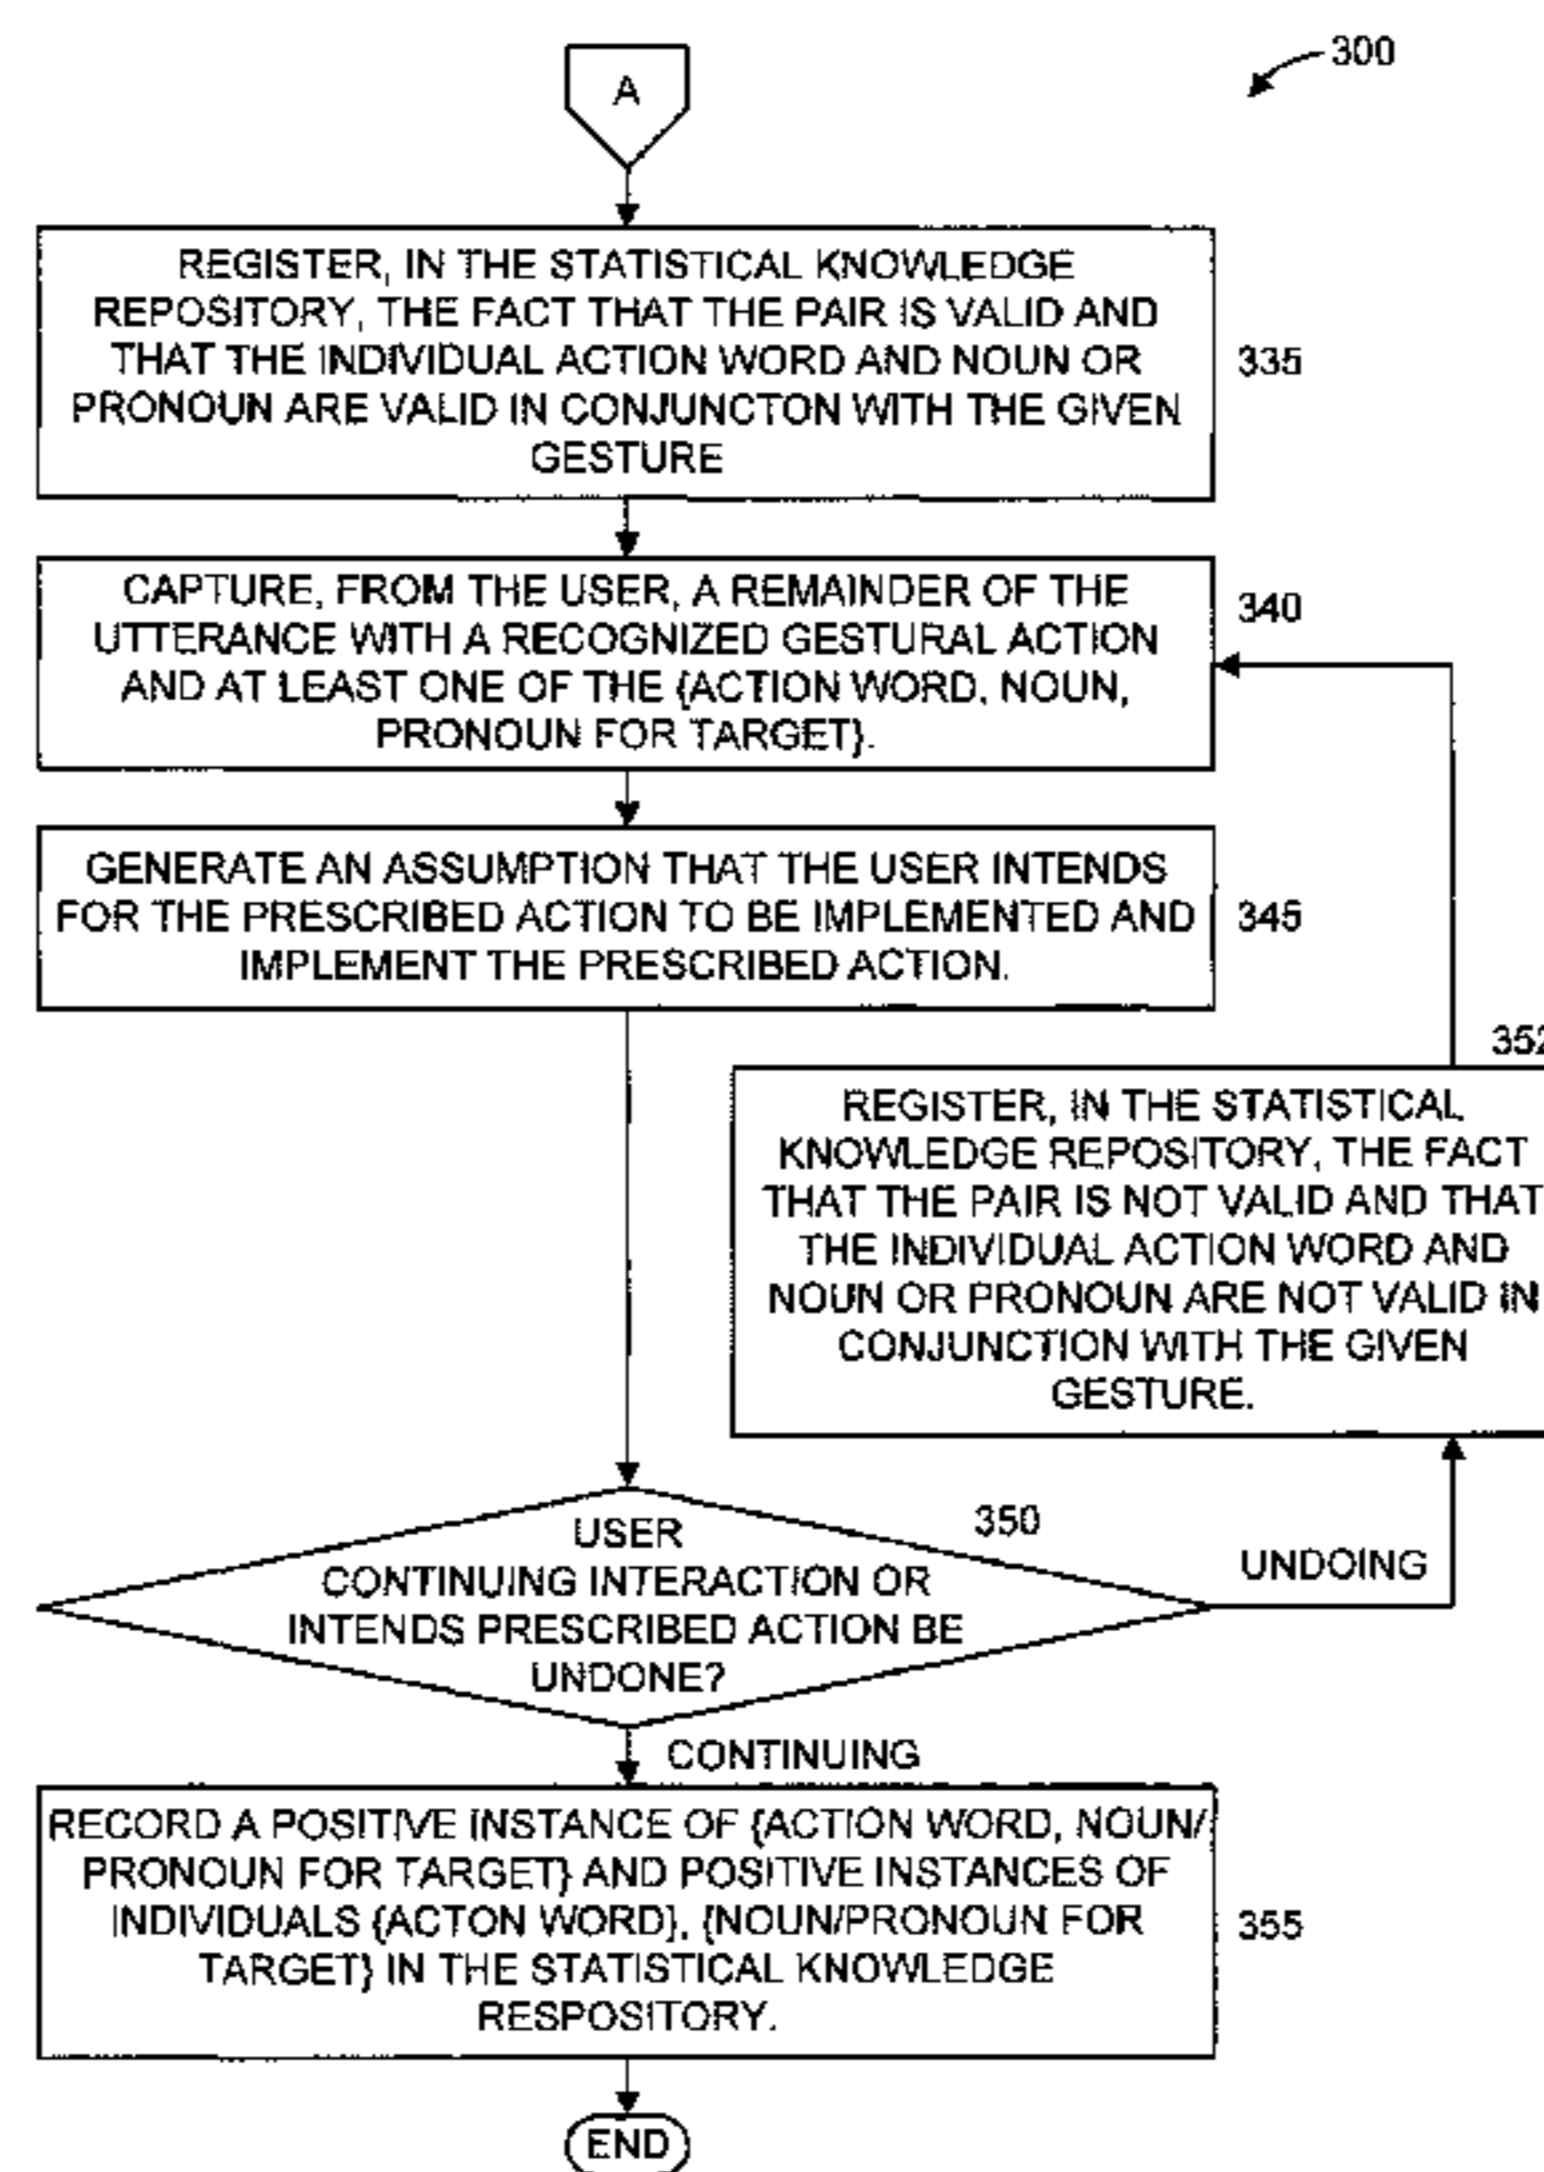 A
300
REGISTER, IN THE STATISTICAL KNOWLEDGE
REPOSITORY, THE FACT THAT THE PAIR IS VALID AND
THAT THE INDIVIDUAL ACTION WORD AND NOUN OR
PRONOUN ARE VALID IN CONJUNCTON WITH THE GIVEN
GESTURE
335
CAPTURE, FROM THE USER, A REMAINDER OF THE
UTTERANCE WITH A RECOGNIZED GESTURAL ACTION
AND AT LEAST ONE OF THE {ACTION WORD, NOUN,
PRONOUN FOR TARGET}.
340
GENERATE AN ASSUMPTION THAT THE USER INTENDS
FOR THE PRESCRIBED ACTION TO BE IMPLEMENTED AND
IMPLEMENT THE PRESCRIBED ACTION.
345
352
REGISTER, IN THE STATISTICAL
KNOWLEDGE REPOSITORY, THE FACT
THAT THE PAIR IS NOT VALID AND THAT
THE INDIVIDUAL ACTION WORD AND
NOUN OR PRONOUN ARE NOT VALID IN
CONJUNCTION WITH THE GIVEN
GESTURE.
350
USER
CONTINUING INTERACTION OR
INTENDS PRESCRIBED ACTION BE
UNDONE?
UNDOING
CONTINUING
RECORD A POSITIVE INSTANCE OF {ACTION WORD, NOUN/
PRONOUN FOR TARGET} AND POSITIVE INSTANCES OF
INDIVIDUALS {ACTON WORD}, {NOUN/PRONOUN FOR
TARGET} IN THE STATISTICAL KNOWLEDGE
RESPOSITORY.
355
END